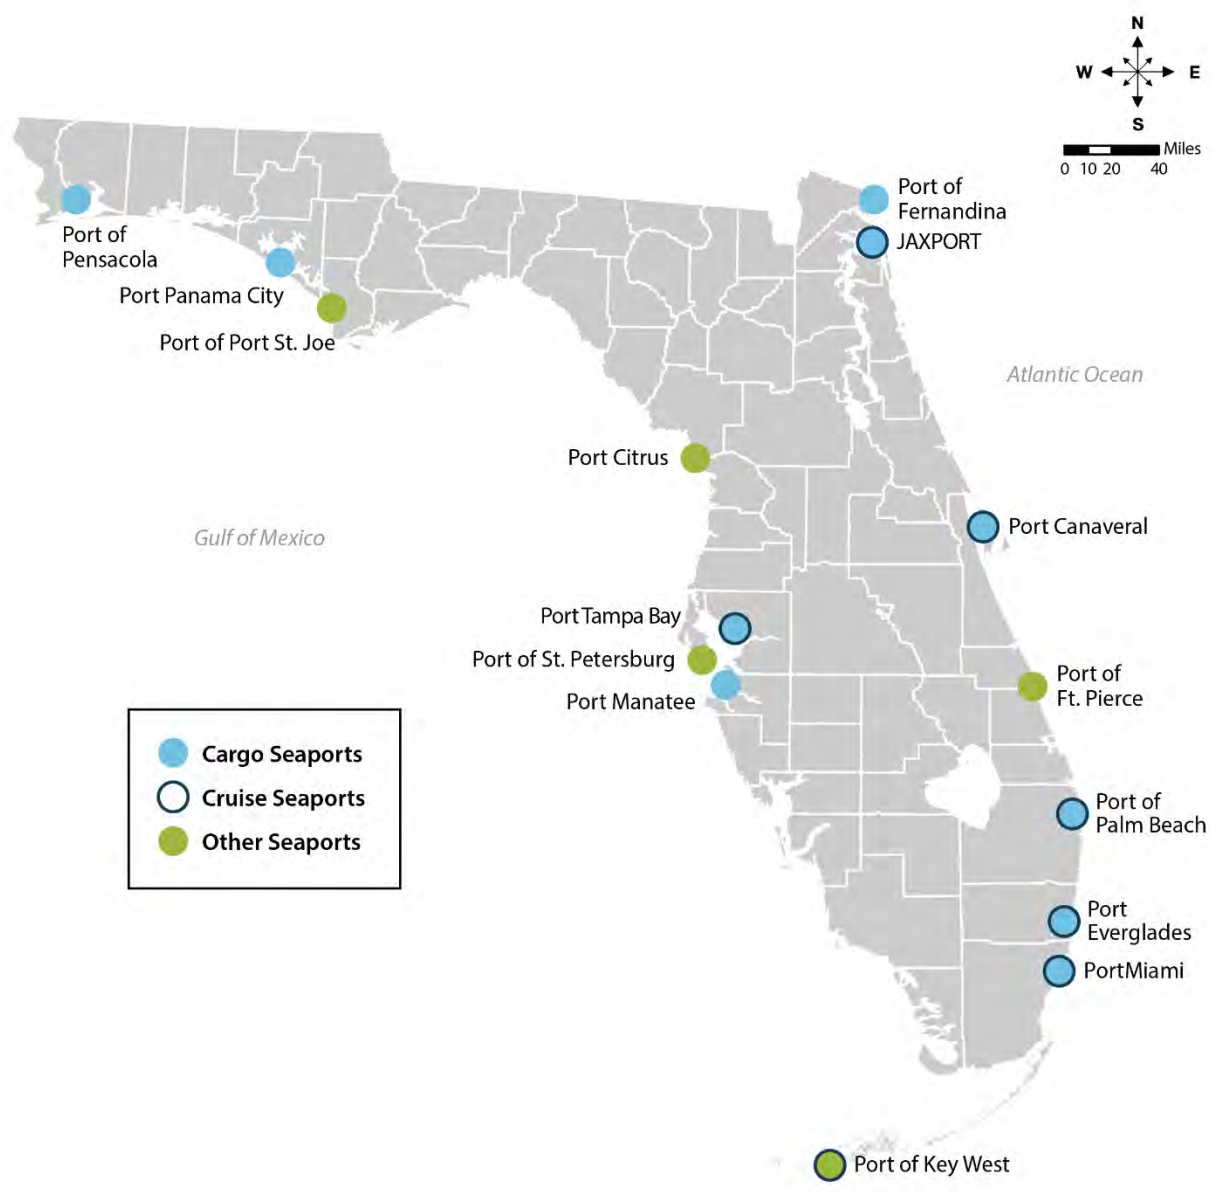 N
W E
S
Miles
0 10 20 40
Port of
Fernandina
JAXPORT
Port of
Pensacola
Port Panama City
Port of Port St. Joe
Atlantic Ocean
Port Citrus
Gulf of Mexico
Port Canaveral
Port Tampa Bay
Port of St. Petersburg
Port Manatee
Port of
Ft. Pierce
Cargo Seaports
Cruise Seaports
Other Seaports
Port of
Palm Beach
Port
Everglades
PortMiami
Port of Key West